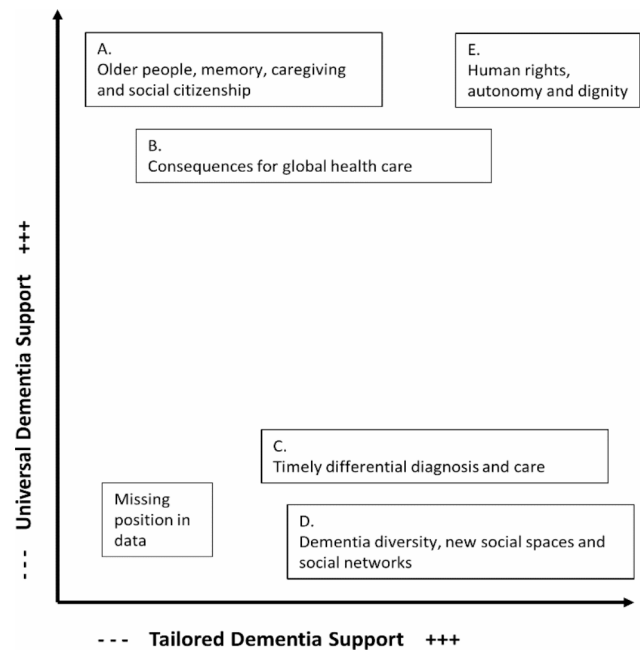 A.
Older people, memory, caregiving
and social citizenship
E.
Human rights,
autonomy and dignity
B.
Consequences for global health care
--- Universal Dementia Support +++
C.
Timely differential diagnosis and care
Missing
position in
data
D.
Dementia diversity, new social spaces and
social networks
--- Tailored Dementia Support +++